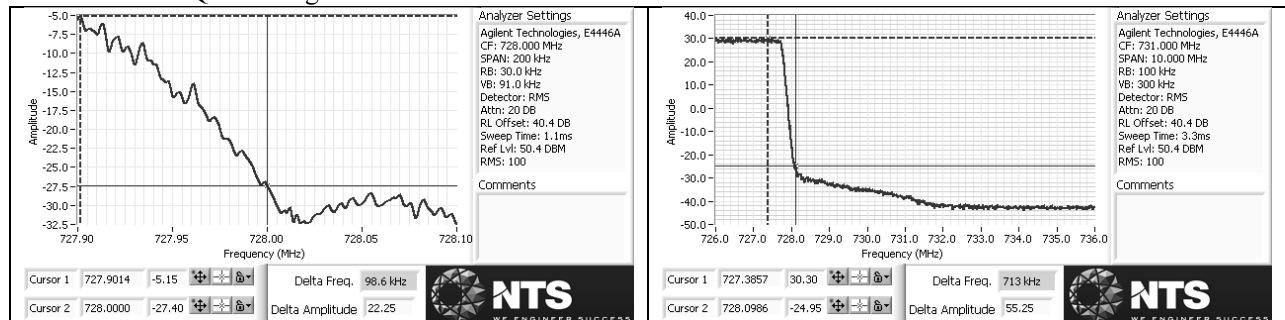 -5.0
-7.5
-10.0
-12.5
-15.0
-17.5
-20.0
-22.5
-25.0
-27.5
-30.0
-32.5
Amplitude
727.90 727.95 728.00 728.05 728.10
Frequency (MHz)
Analyzer Settings
Agilent Technologies, E4446A
CF: 728.000 MHz
SPAN: 200 kHz
RB: 30.0 kHz
VB: 91.0 kHz
Detector: RMS
Attn: 20 DB
RL Offset: 40.4 DB
Sweep Time: 1.1ms
Ref Lvl: 50.4 DBM
RMS: 100
Comments
Cursor 1 727.9014 -5.15
Cursor 2 728.0000 -27.40
Delta Freq. 98.6 kHz
Delta Amplitude 22.25
NTS
WE ENGINEER SUCCESS
40.0
30.0
20.0
10.0
0.0
-10.0
-20.0
-30.0
-40.0
-50.0
Amplitude
726.0 727.0 728.0 729.0 730.0 731.0 732.0 733.0 734.0 735.0 736.0
Frequency (MHz)
Analyzer Settings
Agilent Technologies, E4446A
CF: 731.000 MHz
SPAN: 10.000 MHz
RB: 100 kHz
VB: 300 kHz
Detector: RMS
Attn: 20 DB
RL Offset: 40.4 DB
Sweep Time: 3.3ms
Ref Lvl: 50.4 DBM
RMS: 100
Comments
Cursor 1 727.3857 30.30
Cursor 2 728.0986 -24.95
Delta Freq. 713 kHz
Delta Amplitude 55.25
NTS
WE ENGINEER SUCCESS